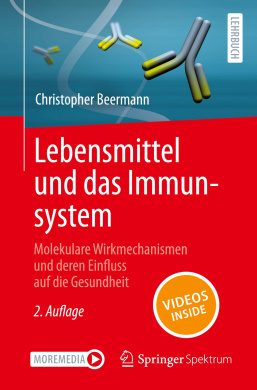 LEHRBUCH
Christopher Beermann
Lebensmittel
und das Immun-
system
Molekulare Wirkmechanismen
und deren Einfluss
auf die Gesundheit
2. Auflage
VIDEOS
INSIDE
MOREMEDIA
Springer Spektrum